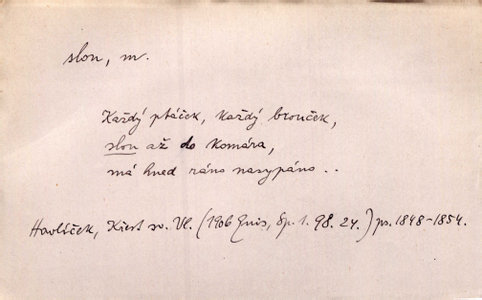 slon, m.
Každý ptáček, každý brouček,
slon až do komára,
má hned ráno nasypáno..
Havlíček, Křest sv. Vl. (1906 Quis, Sp. 1. 98. 24.) ps. 1848-1854.